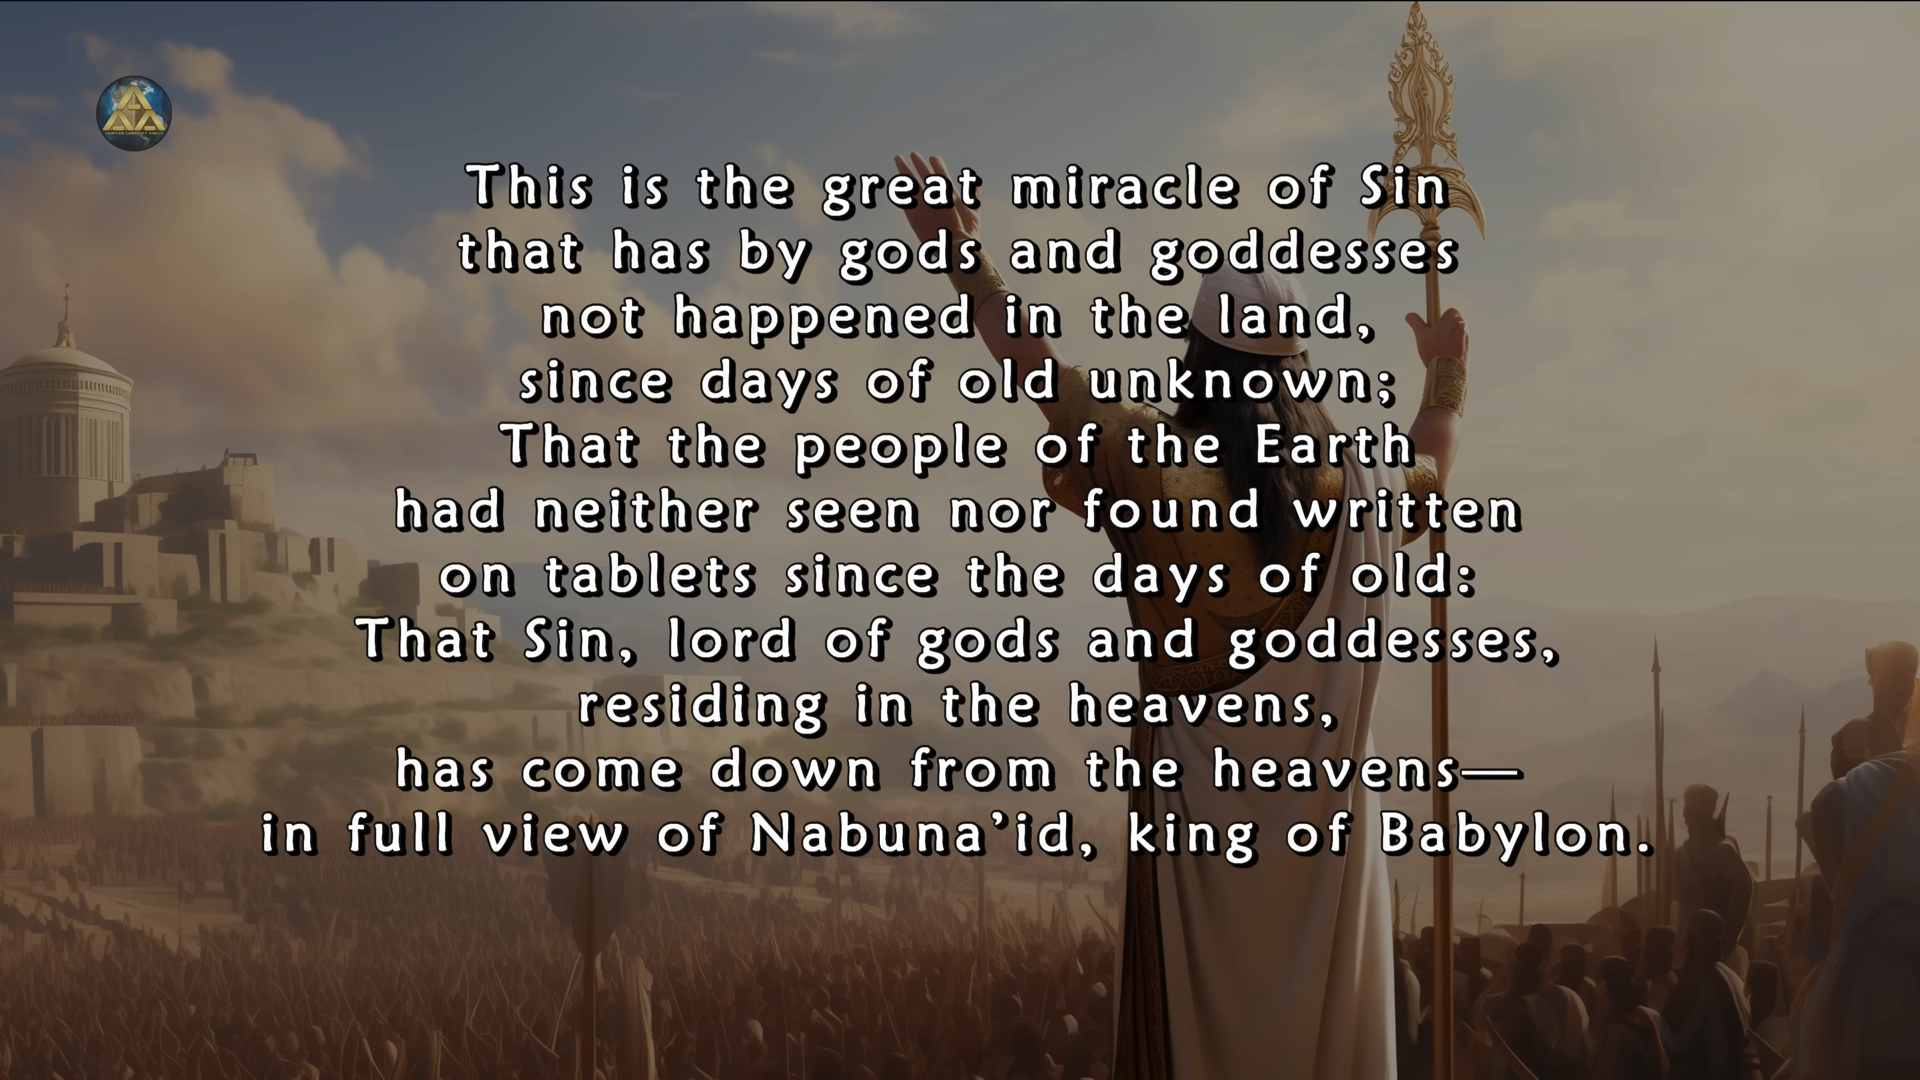 This is the great miracle of Sin
that has by gods and goddesses
not happened in the land,
since days of old unknown;
That the people of the Earth
had neither seen nor found written
on tablets since the days of old:
That Sin, lord of gods and goddesses,
residing in the heavens,
has come down from the heavens—
in full view of Nabuna’id, king of Babylon.